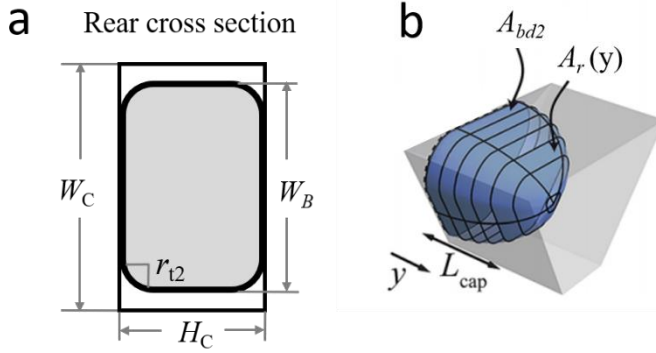 a
Rear cross section
W_C
W_B
r_t2
H_C
b
A_bd2
A_r (y)
y
L_cap